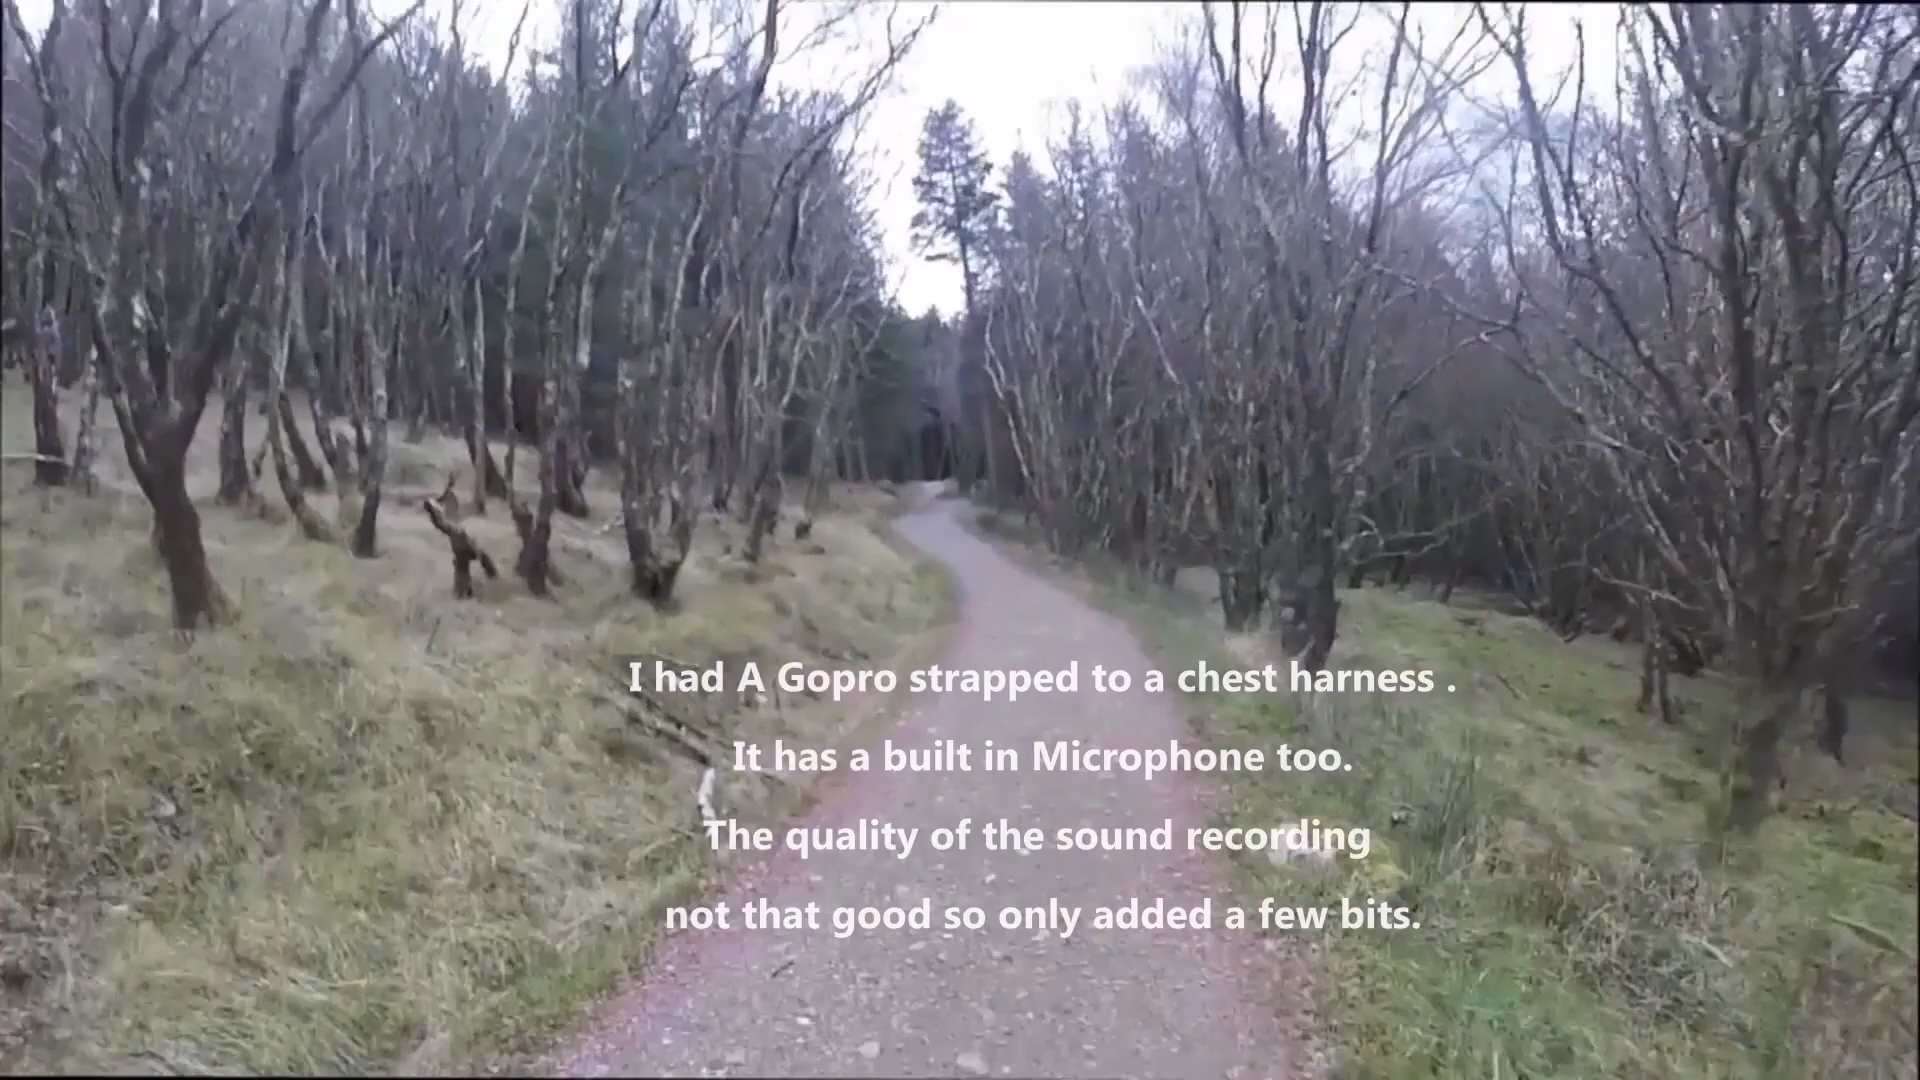 I had A Gopro strapped to a chest harness .
It has a built in Microphone too.
The quality of the sound recording
not that good so only added a few bits.